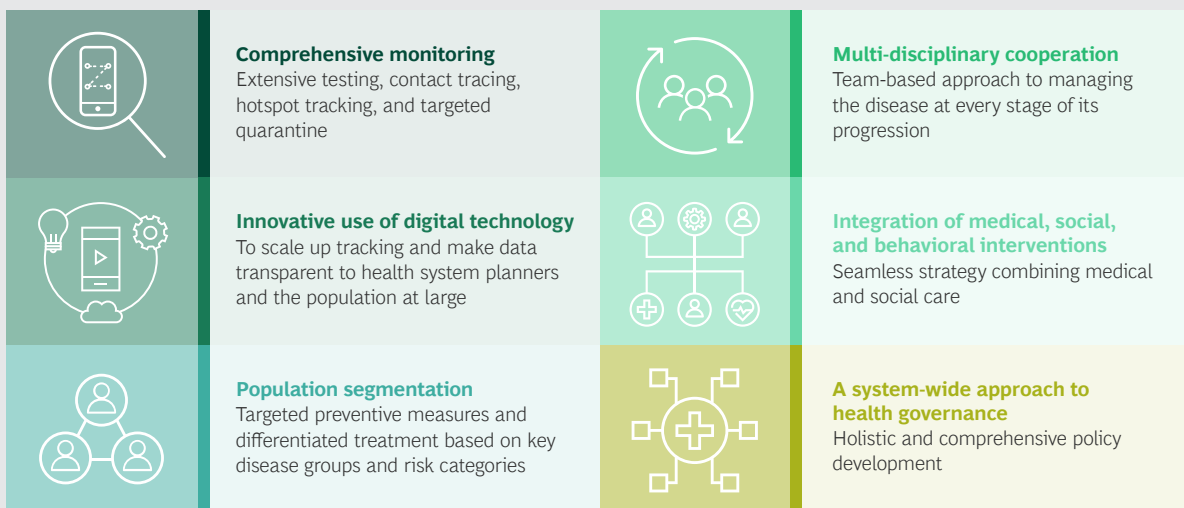 Comprehensive monitoring
Extensive testing, contact tracing,
hotspot tracking, and targeted
quarantine
Innovative use of digital technology
To scale up tracking and make data
transparent to health system planners
and the population at large
Population segmentation
Targeted preventive measures and
differentiated treatment based on key
disease groups and risk categories
Multi-disciplinary cooperation
Team-based approach to managing
the disease at every stage of its
progression
Integration of medical, social,
and behavioral interventions
Seamless strategy combining medical
and social care
A system-wide approach to
health governance
Holistic and comprehensive policy
development